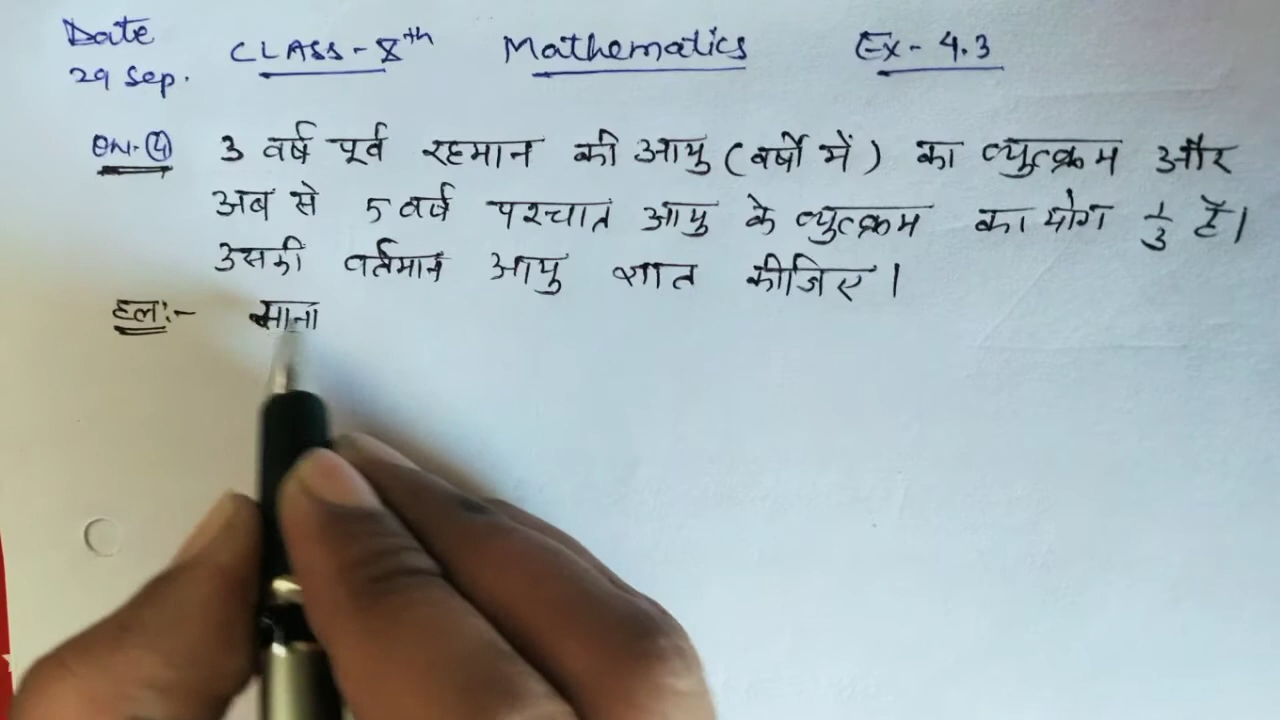 Date CLASS-8th Mathematics Ex-4.3
29 Sep.
Qn.④ 3 वर्ष पूर्व रहमान की आयु (वर्षो में) का व्युत्क्रम और
अब से 5 वर्ष पश्चात आयु के व्युत्क्रम का योग 1/3 है।
उसकी वर्तमान आयु ज्ञात कीजिए।
हल:- माना